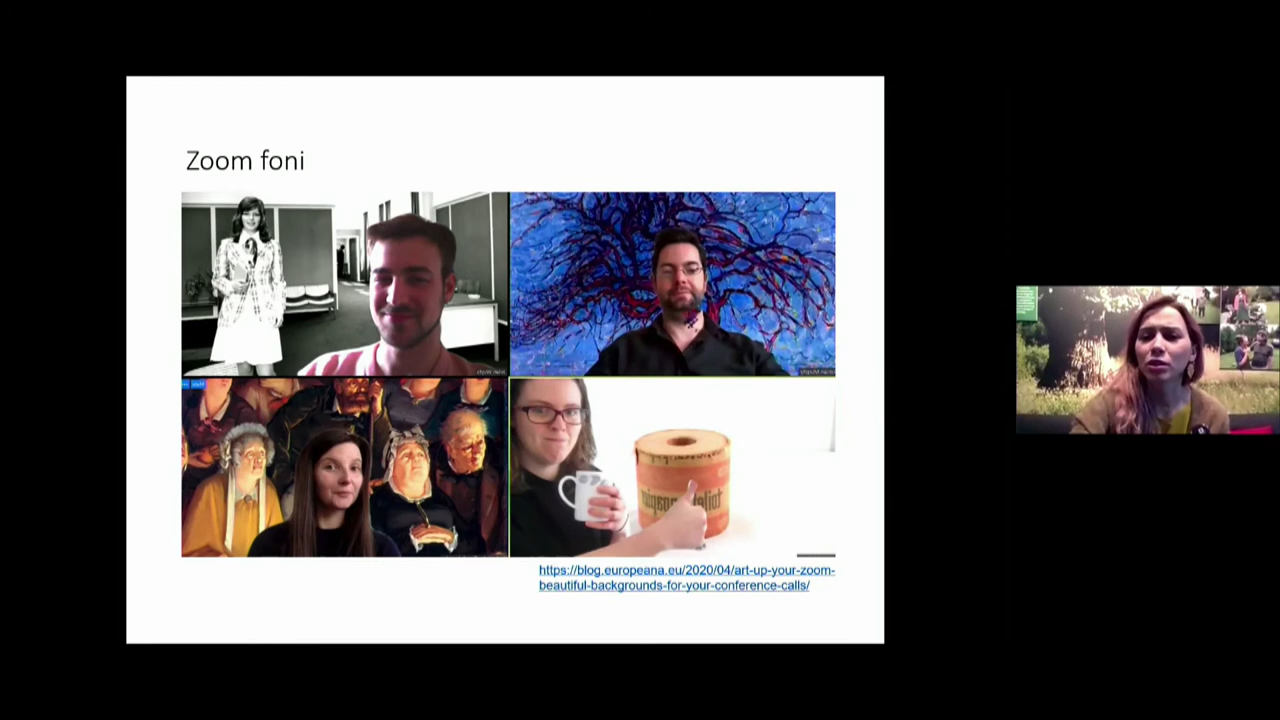 Zoom foni
https://blog.europeana.eu/2020/04/art-up-your-zoom-
beautiful-backgrounds-for-your-conference-calls/